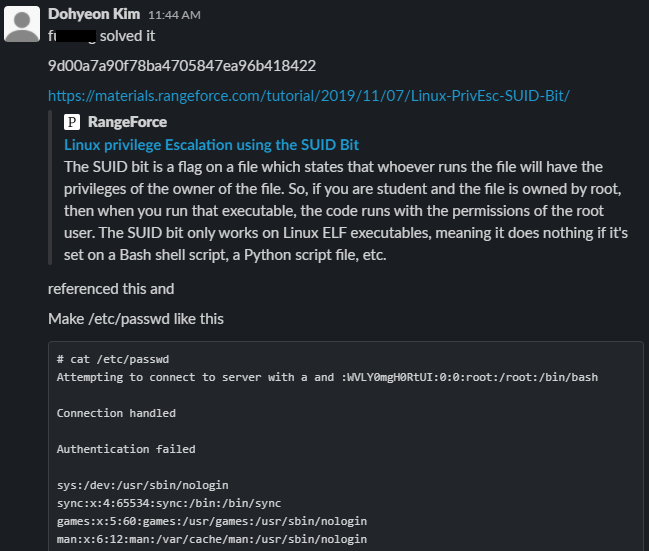 Dohyeon Kim 11:44 AM
solved it
9d00a7a90f78ba4705847ea96b418422
https://materials.rangeforce.com/tutorial/2019/11/07/Linux-PrivEsc-SUID-Bit/
P RangeForce
Linux privilege Escalation using the SUID Bit
The SUID bit is a flag on a file which states that whoever runs the file will have the
privileges of the owner of the file. So, if you are student and the file is owned by root,
then when you run that executable, the code runs with the permissions of the root
user. The SUID bit only works on Linux ELF executables, meaning it does nothing if it's
set on a Bash shell script, a Python script file, etc.
referenced this and
Make /etc/passwd like this
# cat /etc/passwd
Attempting to connect to server with a and :WVLY0mgH0RtUI:0:0:root:/root:/bin/bash
Connection handled
Authentication failed
sys:/dev:/usr/sbin/nologin
sync:x:4:65534:sync:/bin:/bin/sync
games:x:5:60:games:/usr/games:/usr/sbin/nologin
man:x:6:12:man:/var/cache/man:/usr/sbin/nologin